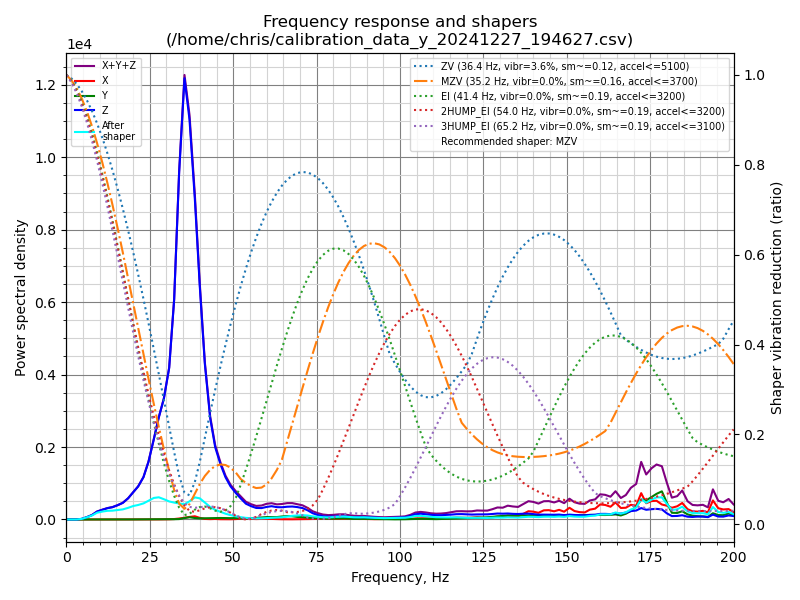 Frequency response and shapers
(/home/chris/calibration_data_y_20241227_194627.csv)
1e4
X+Y+Z
X
Y
Z
After
shaper
ZV (36.4 Hz, vibr=3.6%, sm~=0.12, accel<=5100)
MZV (35.2 Hz, vibr=0.0%, sm~=0.16, accel<=3700)
EI (41.4 Hz, vibr=0.0%, sm~=0.19, accel<=3200)
2HUMP_EI (54.0 Hz, vibr=0.0%, sm~=0.19, accel<=3200)
3HUMP_EI (65.2 Hz, vibr=0.0%, sm~=0.19, accel<=3100)
Recommended shaper: MZV
Power spectral density
1.2
1.0
0.8
0.6
0.4
0.2
0.0
1.0
0.8
0.6
0.4
0.2
0.0
Shaper vibration reduction (ratio)
0 25 50 75 100 125 150 175 200
Frequency, Hz